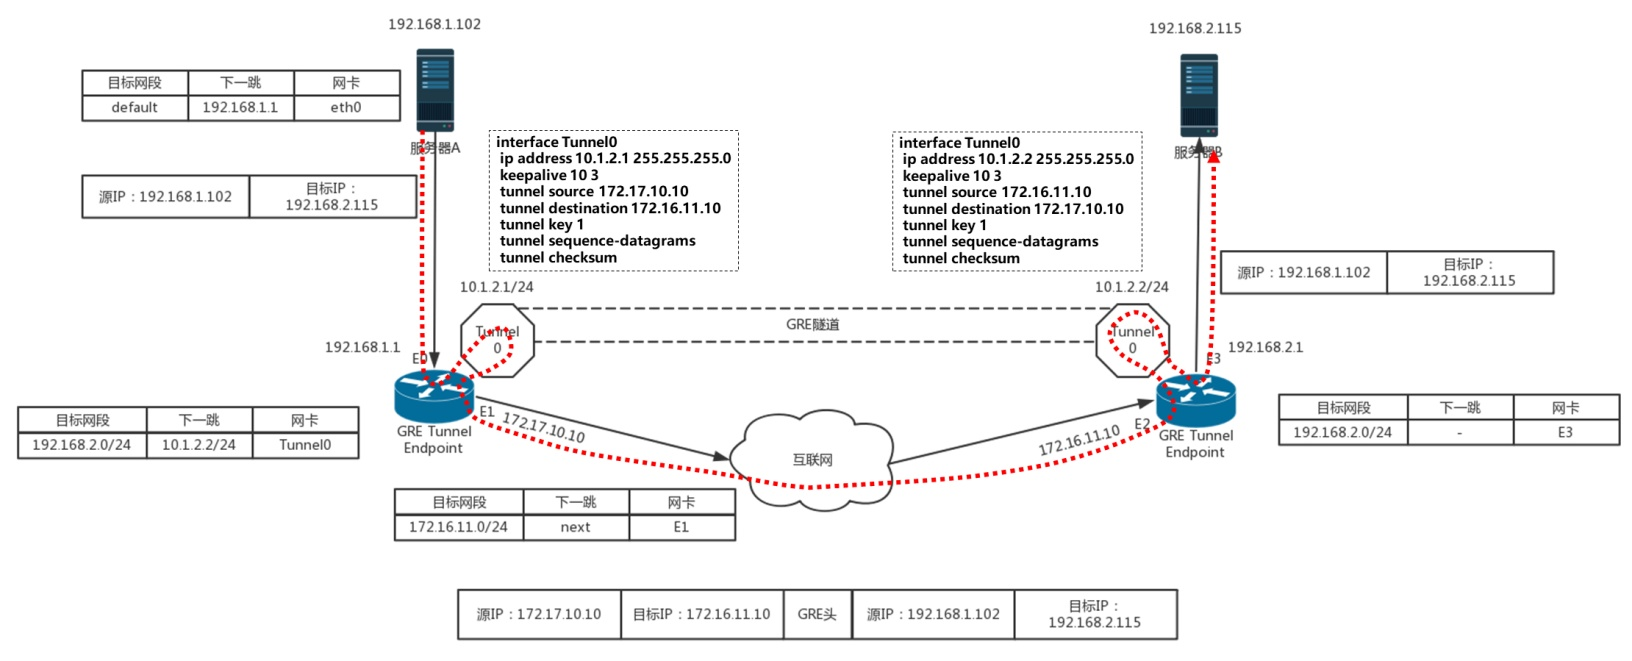 192.168.1.102
192.168.2.115
目标网段 下一跳 网卡
default 192.168.1.1 eth0
服务器A
服务器B
interface Tunnel0
ip address 10.1.2.1 255.255.255.0
keepalive 10 3
tunnel source 172.17.10.10
tunnel destination 172.16.11.10
tunnel key 1
tunnel sequence-datagrams
tunnel checksum
interface Tunnel0
ip address 10.1.2.2 255.255.255.0
keepalive 10 3
tunnel source 172.16.11.10
tunnel destination 172.17.10.10
tunnel key 1
tunnel sequence-datagrams
tunnel checksum
源IP：192.168.1.102
目标IP：
192.168.2.115
源IP：192.168.1.102
目标IP：
192.168.2.115
10.1.2.1/24
10.1.2.2/24
Tunnel
0
GRE隧道
Tunnel
0
192.168.1.1
E0
192.168.2.1
E3
目标网段 下一跳 网卡
192.168.2.0/24 10.1.2.2/24 Tunnel0
E1
172.17.10.10
GRE Tunnel
Endpoint
互联网
172.16.11.10
E2
GRE Tunnel
Endpoint
目标网段 下一跳 网卡
192.168.2.0/24 - E3
目标网段 下一跳 网卡
172.16.11.0/24 next E1
源IP：172.17.10.10
目标IP：172.16.11.10
GRE头
源IP：192.168.1.102
目标IP：
192.168.2.115